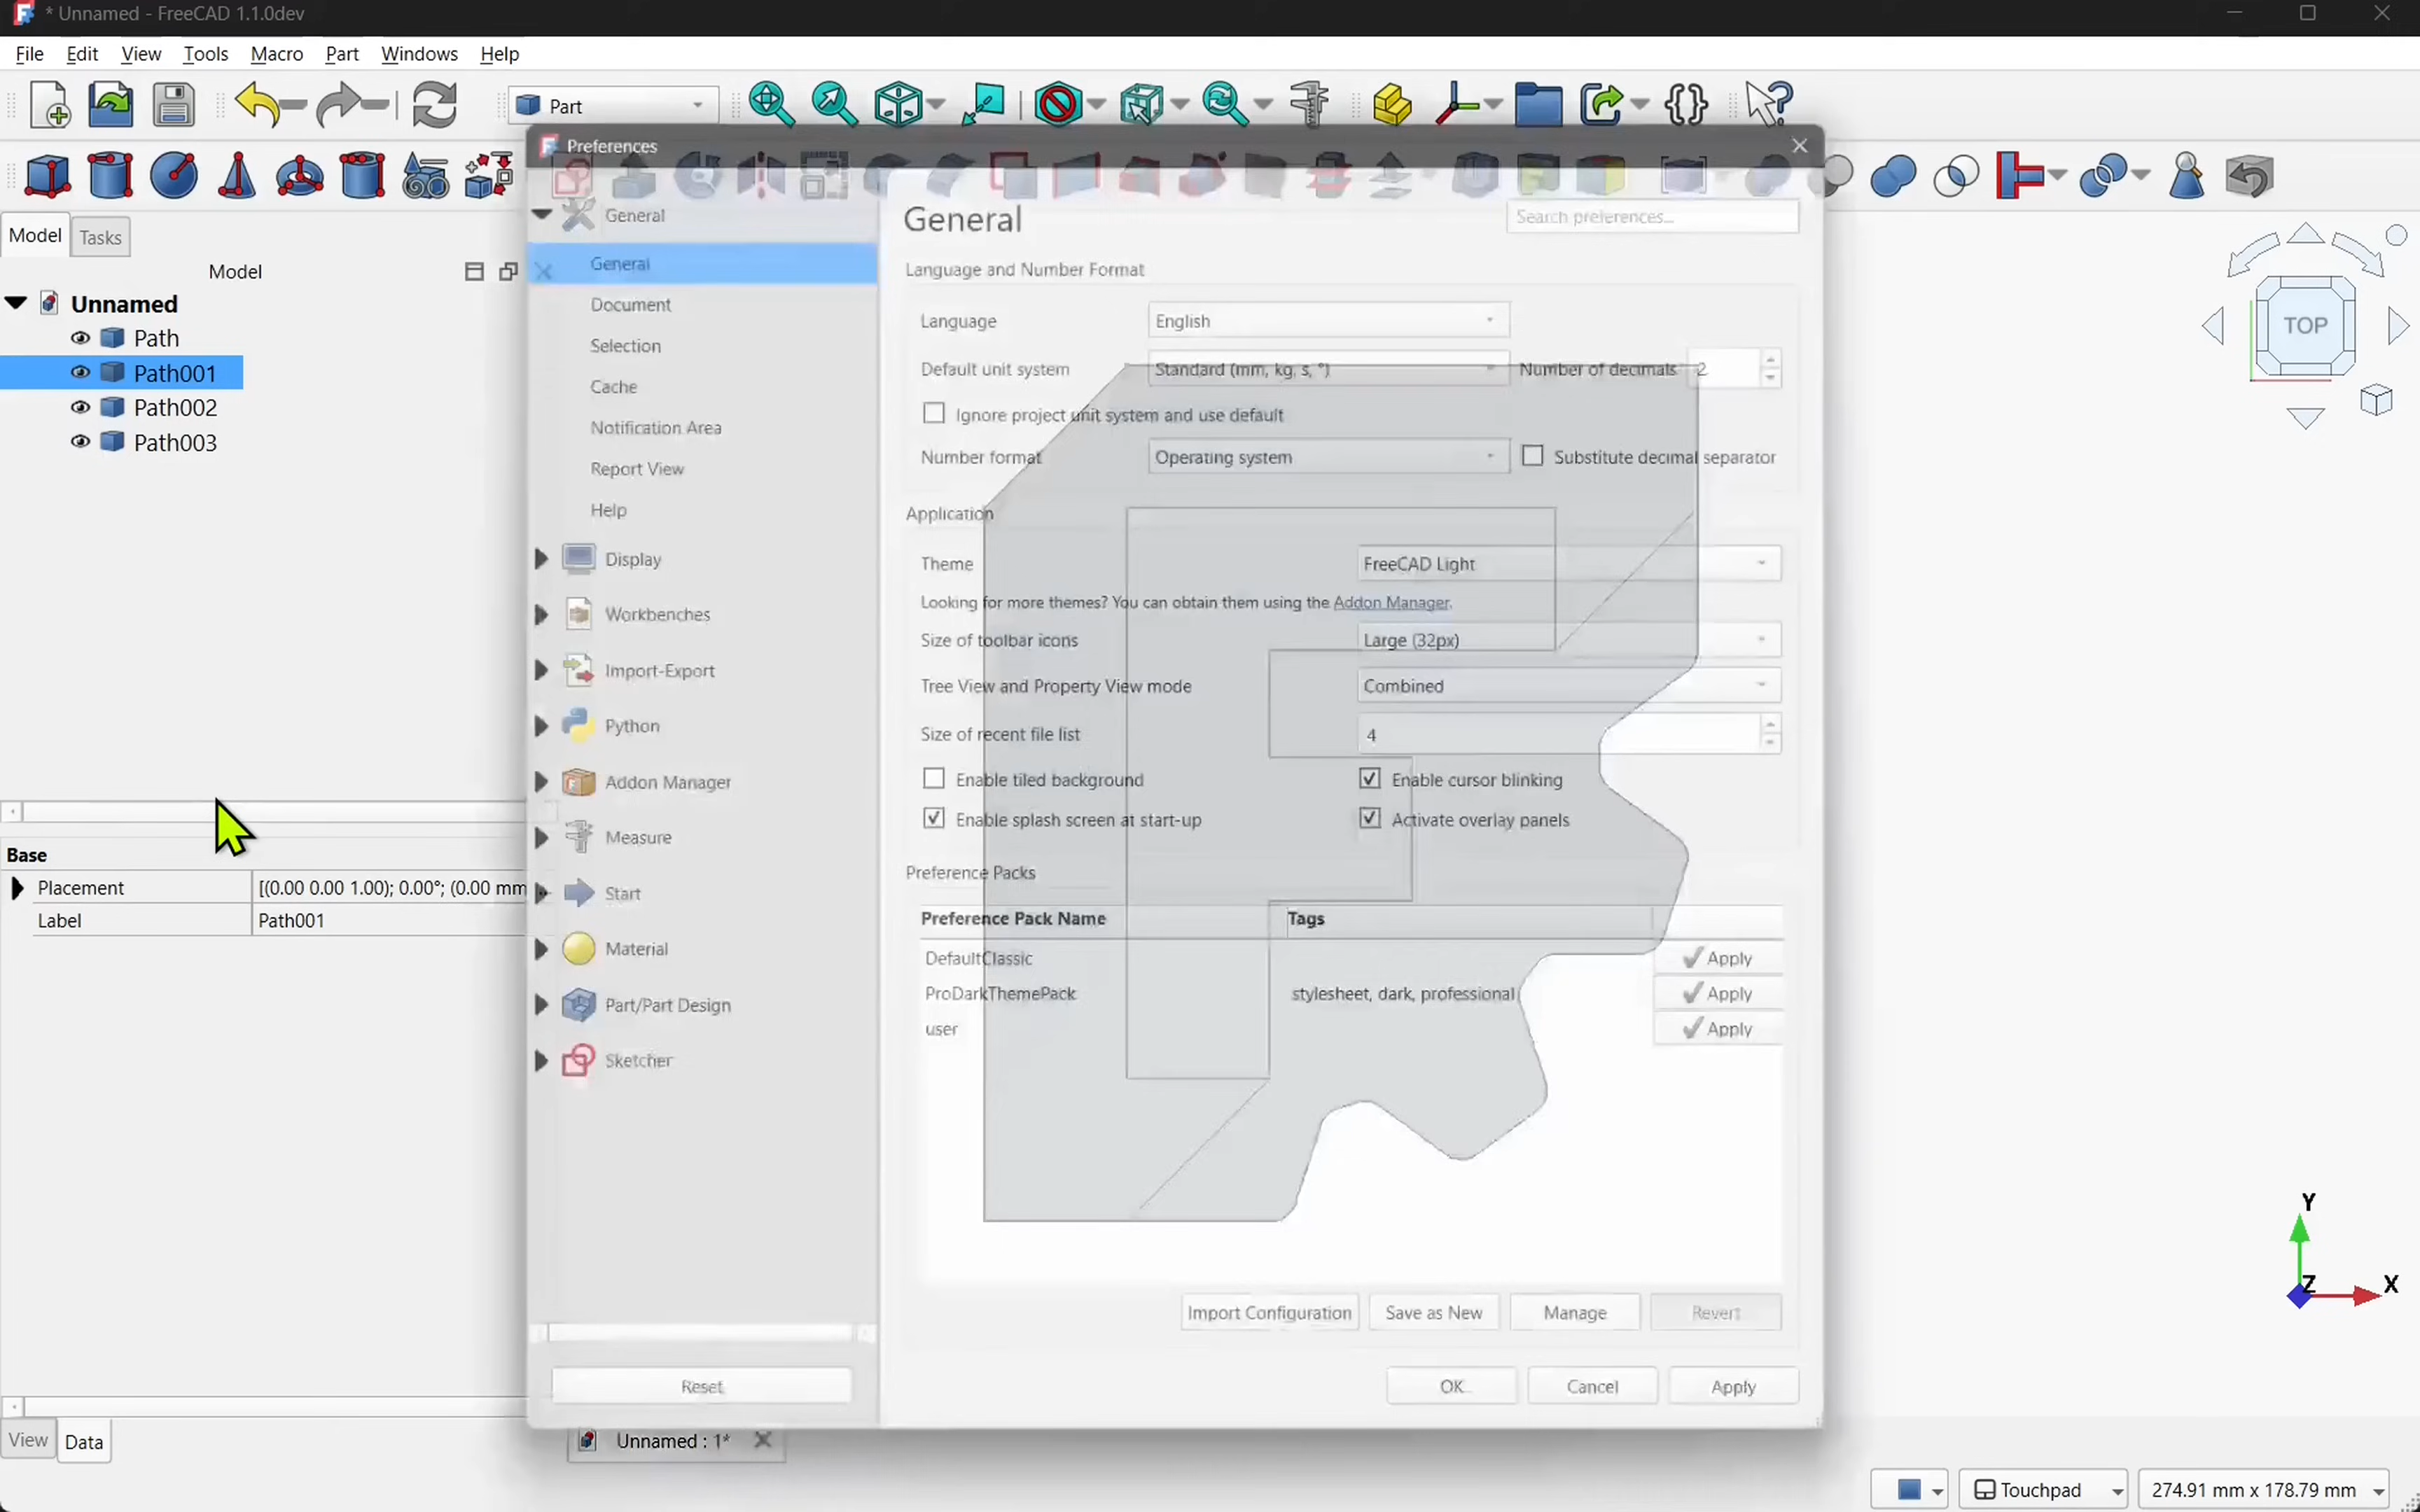 * Unnamed - FreeCAD 1.1.0dev
File Edit View Tools Macro Part Windows Help
Part
Preferences
Model Tasks
Model
Unnamed
Path
Path001
Path002
Path003
Base
Placement [(0.00 0.00 1.00); 0.00°; (0.00 mm
Label Path001
View Data
General
General
Document
Selection
Cache
Notification Area
Report View
Help
Display
Workbenches
Import-Export
Python
Addon Manager
Measure
Start
Material
Part/Part Design
Sketcher
Reset
General
Search preferences...
Language and Number Format
Language English
Default unit system Standard (mm, kg, s, °) Number of decimals 2
Ignore project unit system and use default
Number format Operating system Substitute decimal separator
Application
Theme FreeCAD Light
Looking for more themes? You can obtain them using the Addon Manager.
Size of toolbar icons Large (32px)
Tree View and Property View mode Combined
Size of recent file list 4
Enable tiled background Enable cursor blinking
Enable splash screen at start-up Activate overlay panels
Preference Packs
Preference Pack Name Tags
DefaultClassic Apply
ProDarkThemePack stylesheet, dark, professional Apply
user Apply
Import Configuration Save as New Manage Revert
OK Cancel Apply
TOP
Y
Z X
Unnamed : 1*
Touchpad 274.91 mm x 178.79 mm